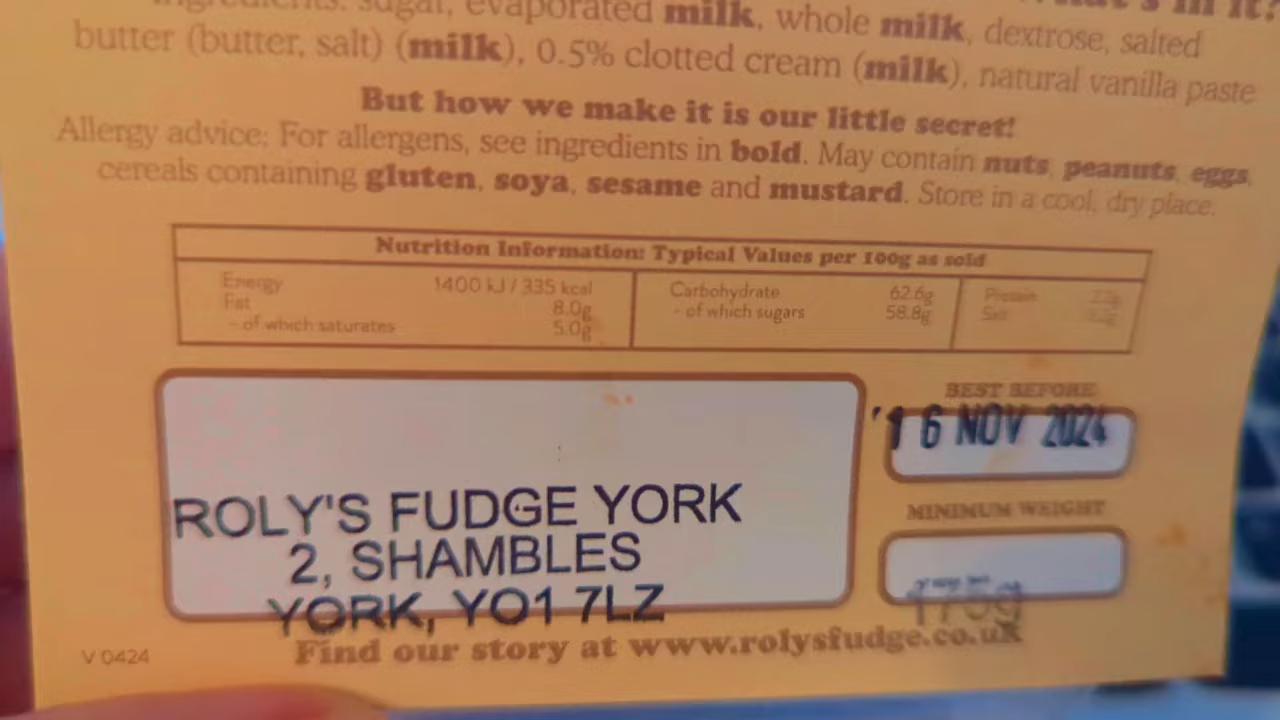 What's in it?
Ingredients: sugar, evaporated milk, whole milk, dextrose, salted
butter (butter, salt) (milk), 0.5% clotted cream (milk), natural vanilla paste
But how we make it is our little secret!
Allergy advice: For allergens, see ingredients in bold. May contain nuts, peanuts, eggs,
cereals containing gluten, soya, sesame and mustard. Store in a cool, dry place.
Nutrition Information: Typical Values per 100g as sold
Energy 1400 kJ / 335 kcal
Fat 8.0g
- of which saturates 5.0g
Carbohydrate 62.6g
- of which sugars 58.8g
Protein
Salt
BEST BEFORE
'16 NOV 2024
ROLY'S FUDGE YORK
2, SHAMBLES
YORK, YO1 7LZ
MINIMUM WEIGHT
175g
Find our story at www.rolysfudge.co.uk
V 0424